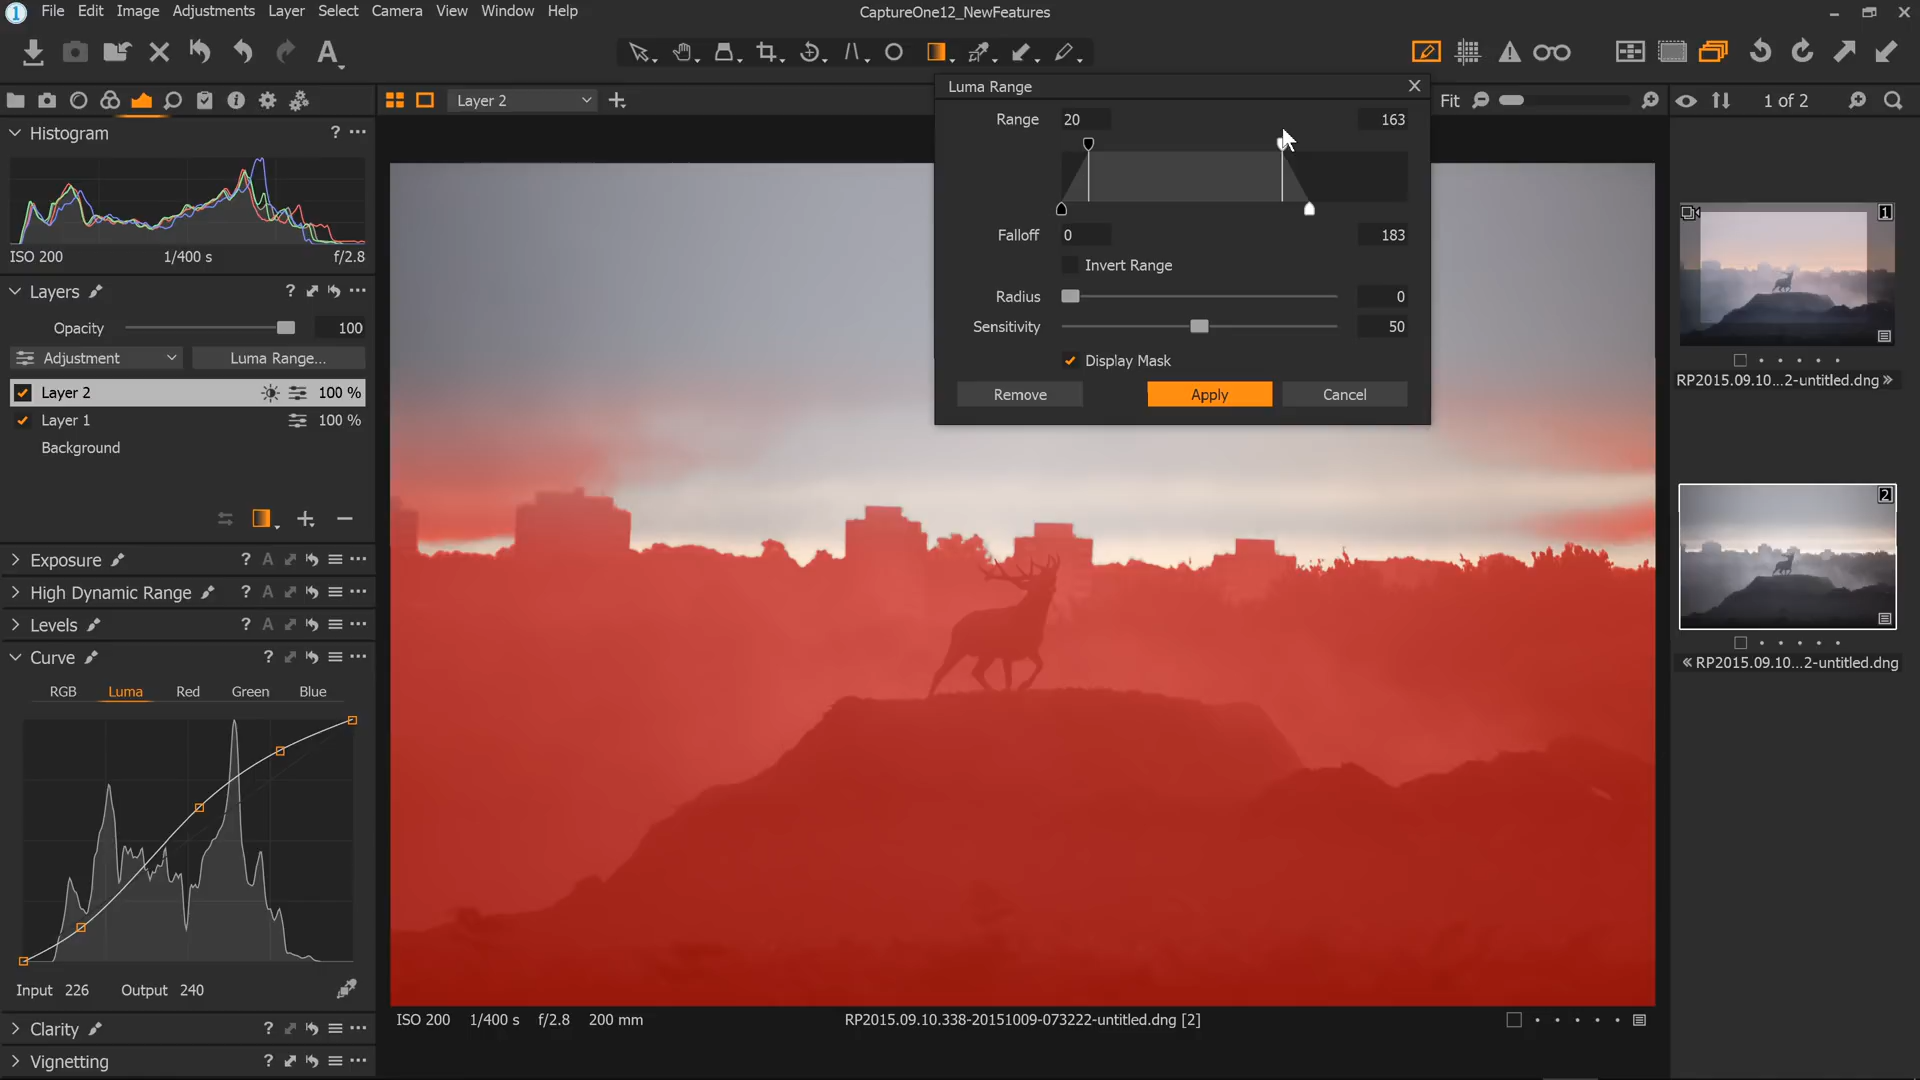 File Edit Image Adjustments Layer Select Camera View Window Help
CaptureOne12_NewFeatures
Layer 2
Luma Range
Fit
1 of 2
Histogram
Range 20 163
ISO 200 1/400 s f/2.8
Falloff 0 183
Invert Range
Layers
Radius 0
Opacity 100
Sensitivity 50
Adjustment Luma Range...
Display Mask
Remove Apply Cancel
Layer 2 100 %
Layer 1 100 %
Background
1
RP2015.09.10...2-untitled.dng
2
RP2015.09.10...2-untitled.dng
Exposure
High Dynamic Range
Levels
Curve
RGB Luma Red Green Blue
Input 226 Output 240
Clarity
Vignetting
ISO 200 1/400 s f/2.8 200 mm
RP2015.09.10.338-20151009-073222-untitled.dng [2]